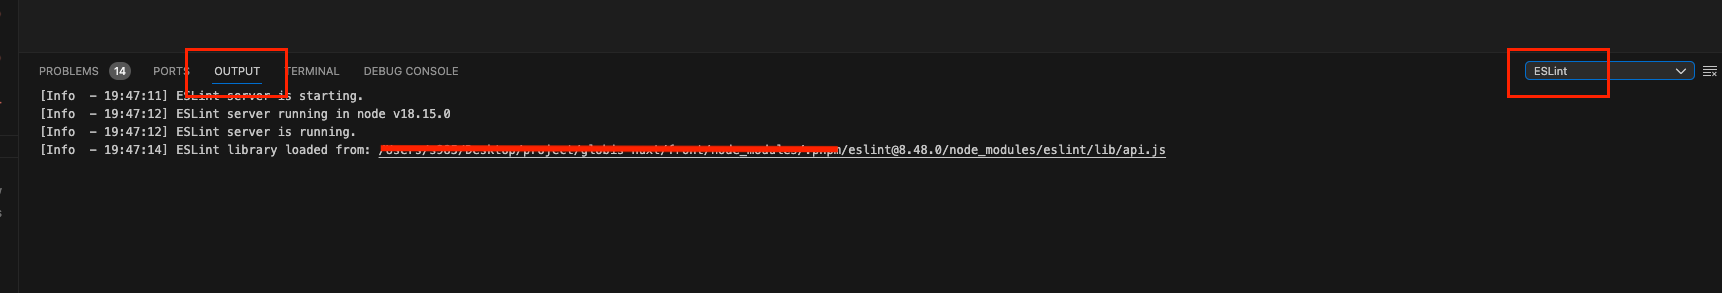 PROBLEMS 14 PORTS OUTPUT TERMINAL DEBUG CONSOLE ESLint
[Info  - 19:47:11] ESLint server is starting.
[Info  - 19:47:12] ESLint server running in node v18.15.0
[Info  - 19:47:12] ESLint server is running.
[Info  - 19:47:14] ESLint library loaded from: /eslint@8.48.0/node_modules/eslint/lib/api.js